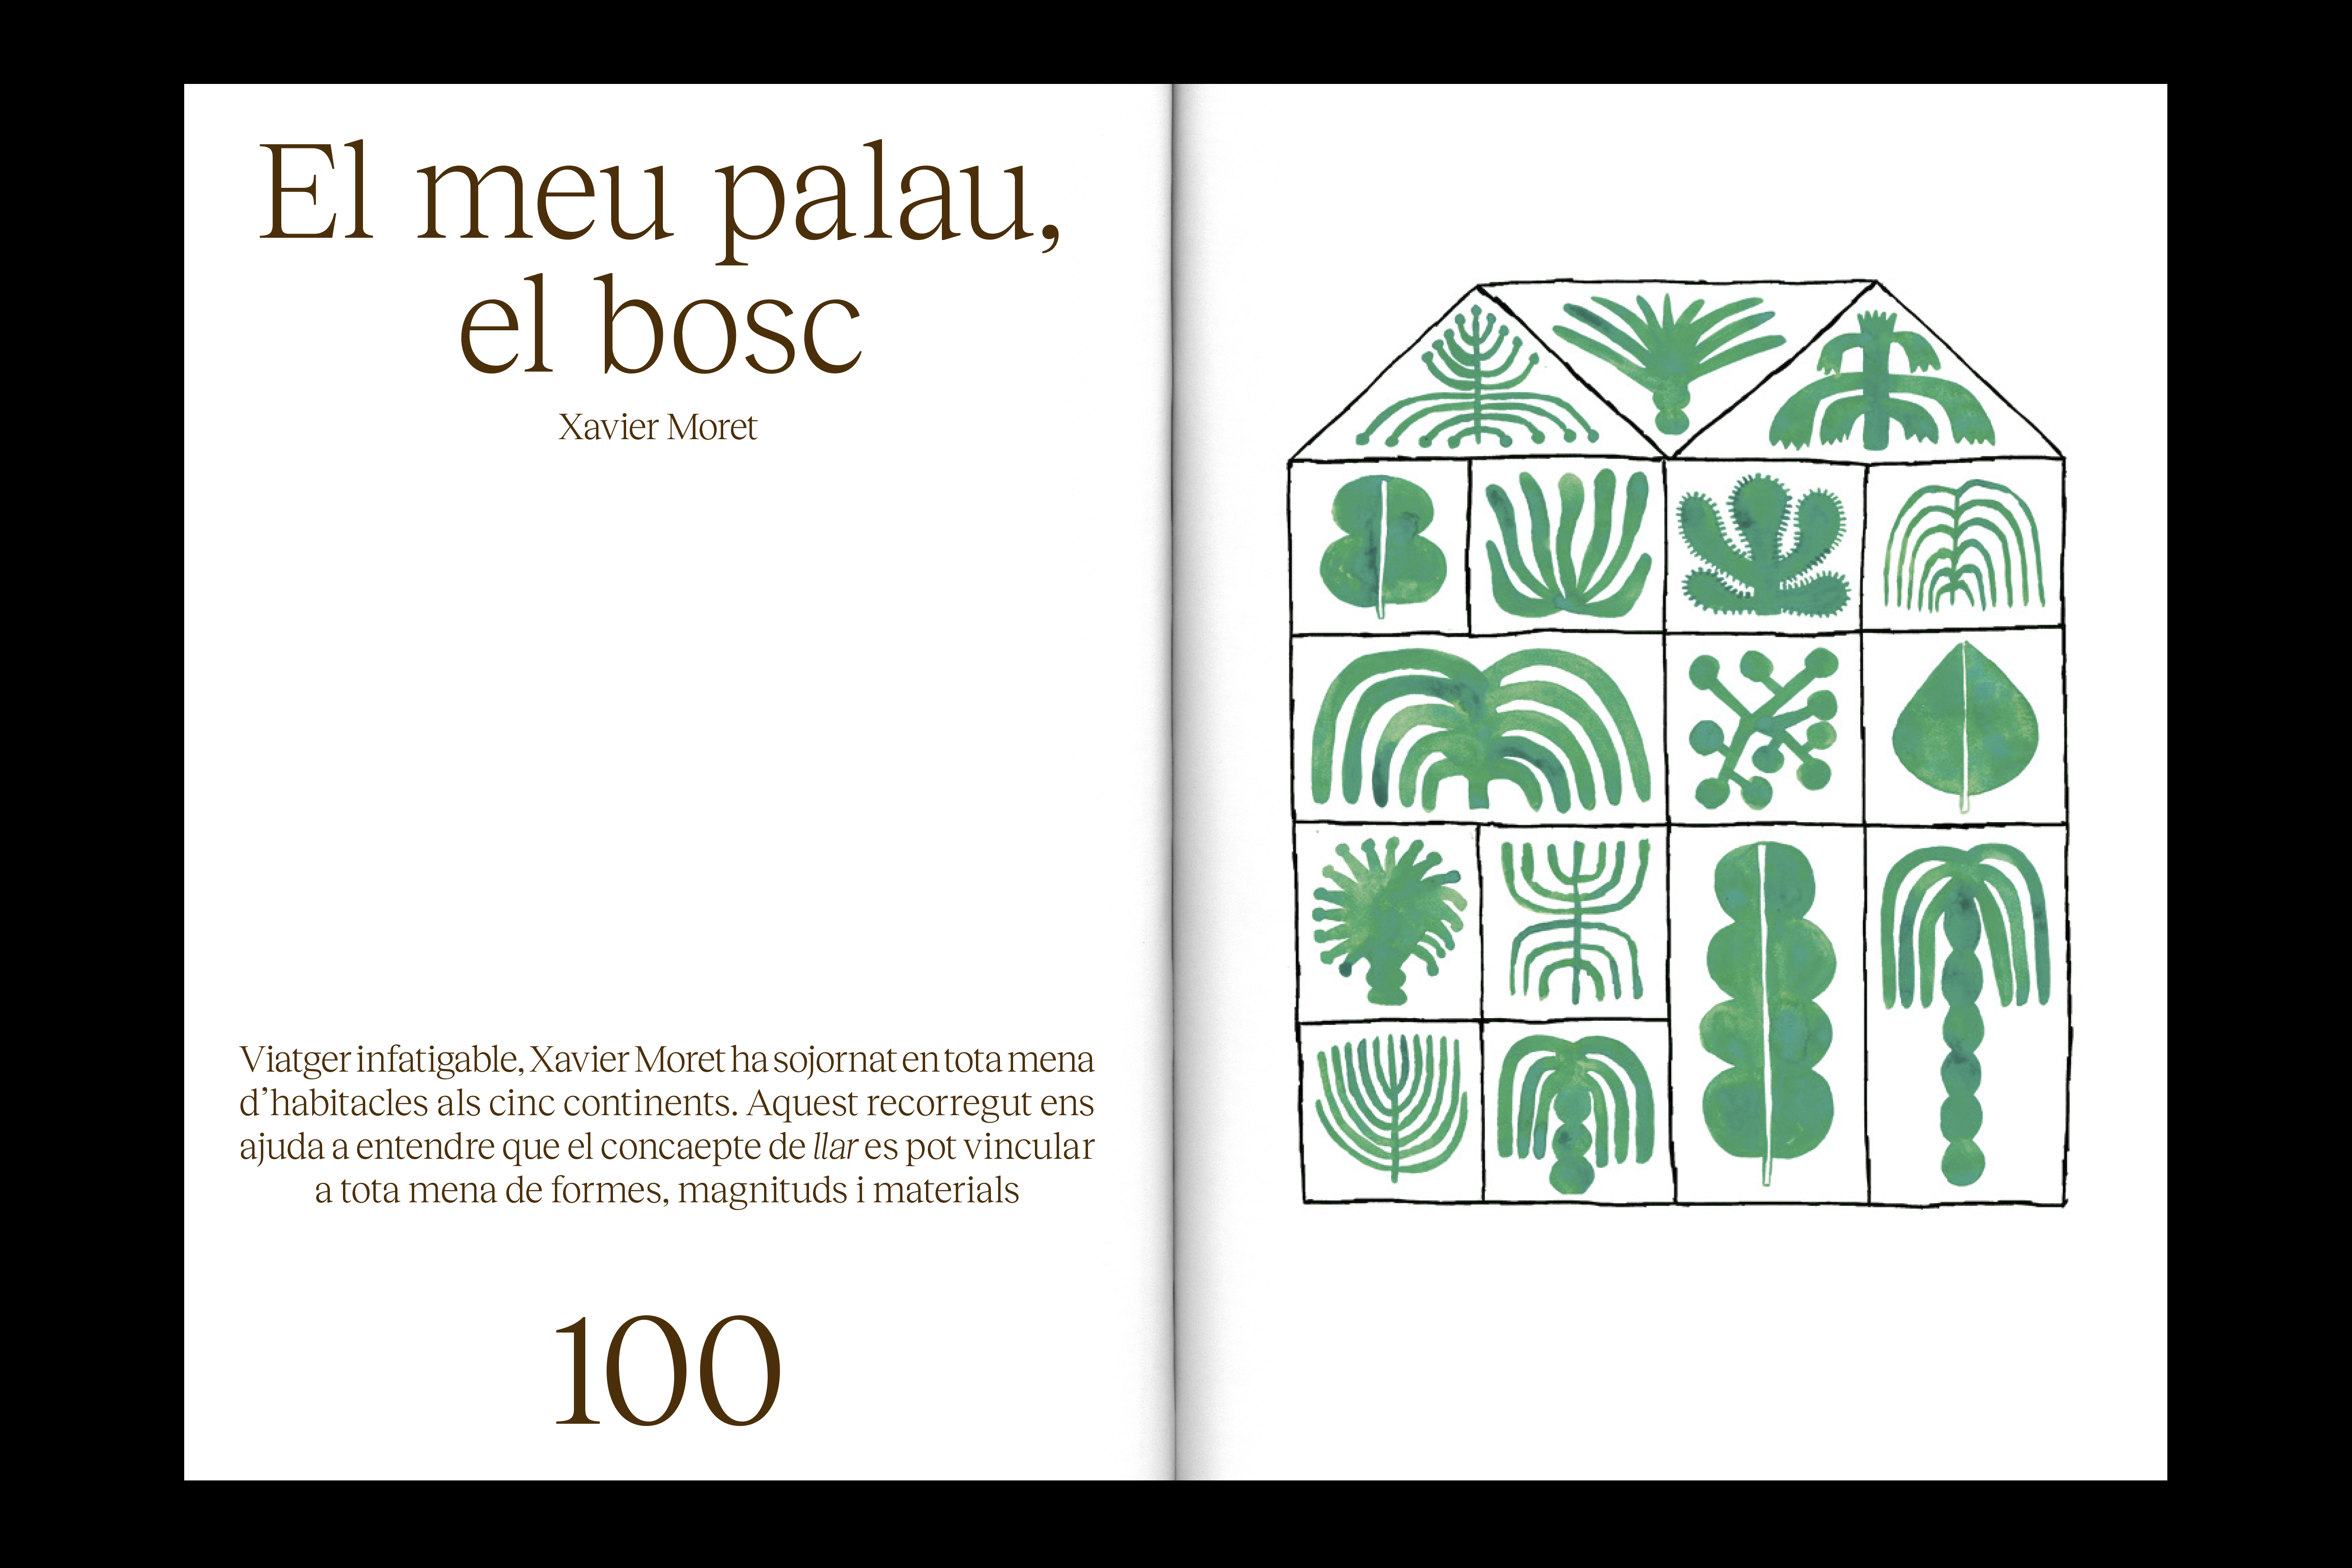 El meu palau,
el bosc
Xavier Moret
Viatger infatigable, Xavier Moret ha sojornat en tota mena
d’habitacles als cinc continents. Aquest recorregut ens
ajuda a entendre que el concaepte de llar es pot vincular
a tota mena de formes, magnituds i materials
100